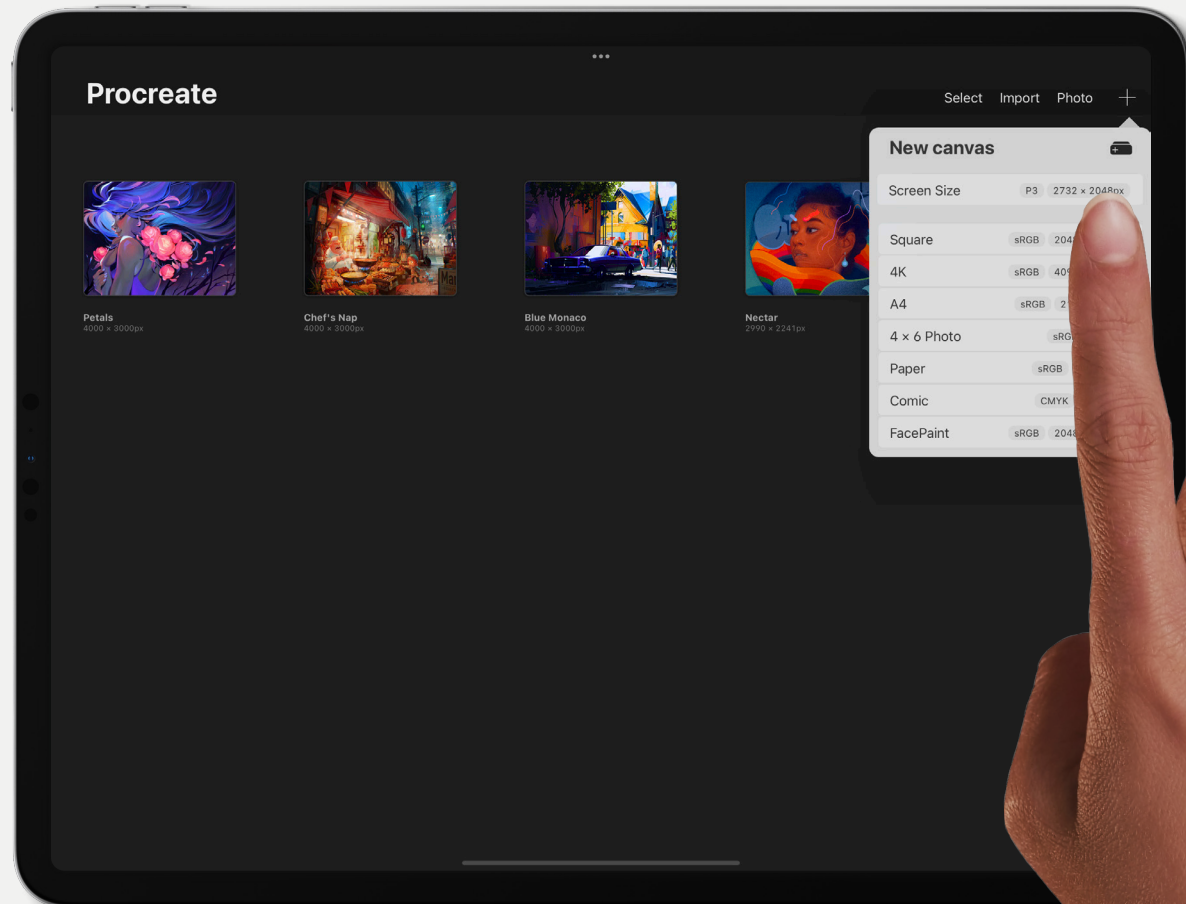 Procreate
Select Import Photo
New canvas
Screen Size P3 2732 × 2048px
Square sRGB
4K sRGB
A4 sRGB
4 × 6 Photo
Paper sRGB
Comic CMYK
FacePaint sRGB
Petals
4000 × 3000px
Chef's Nap
4000 × 3000px
Blue Monaco
4000 × 3000px
Nectar
2990 × 2241px